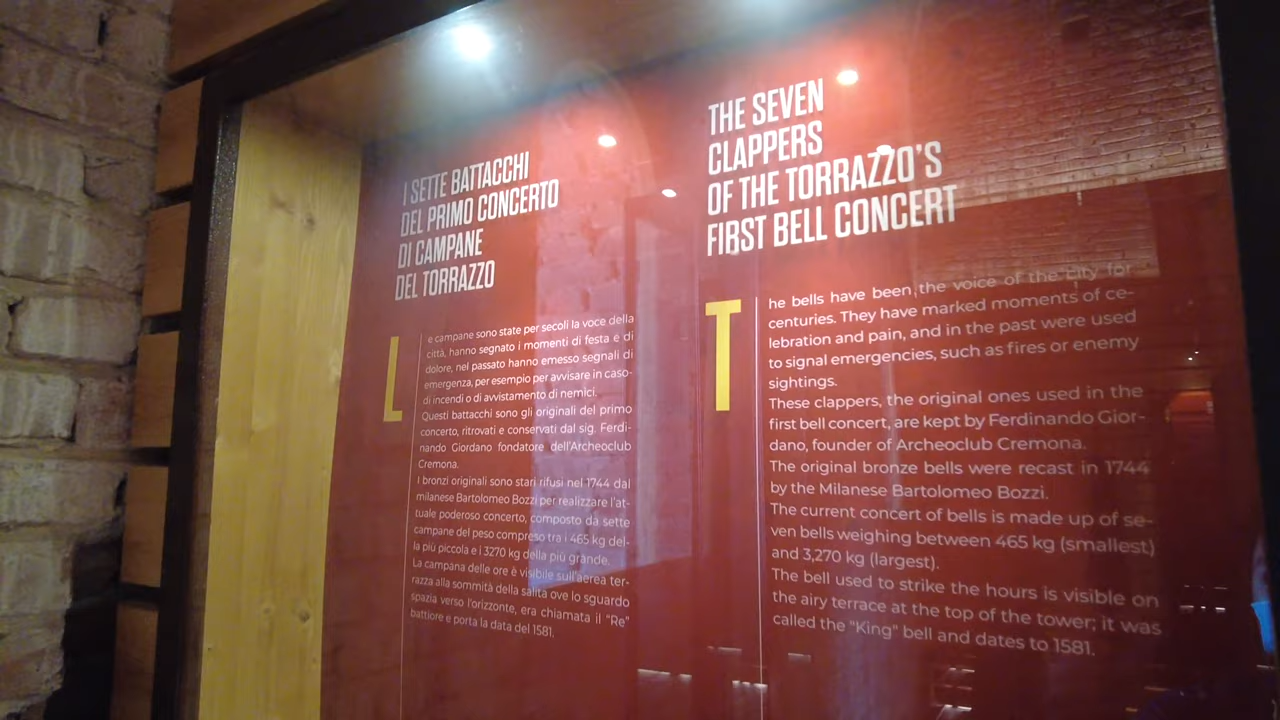 I SETTE BATTACCHI
DEL PRIMO CONCERTO
DI CAMPANE
DEL TORRAZZO
Le campane sono state per secoli la voce della
città, hanno segnato i momenti di festa e di
dolore, nel passato hanno emesso segnali di
emergenza, per esempio per avvisare in caso
di incendi o di avvistamento di nemici.
Questi battacchi sono gli originali del primo
concerto, ritrovati e conservati dal sig. Ferdi-
nando Giordano fondatore dell'Archeoclub
Cremona.
I bronzi originali sono stari rifusi nel 1744 dal
milanese Bartolomeo Bozzi per realizzare l'at-
tuale poderoso concerto, composto da sette
campane del peso compreso tra i 465 kg del-
la più piccola e i 3270 kg della più grande.
La campana delle ore è visibile sull'aerea ter-
razza alla sommità della salita ove lo sguardo
spazia verso l'orizzonte, era chiamata il "Re"
battiore e porta la data del 1581.
THE SEVEN
CLAPPERS
OF THE TORRAZZO'S
FIRST BELL CONCERT
The bells have been the voice of the city for
centuries. They have marked moments of ce-
lebration and pain, and in the past were used
to signal emergencies, such as fires or enemy
sightings.
These clappers, the original ones used in the
first bell concert, are kept by Ferdinando Gior-
dano, founder of Archeoclub Cremona.
The original bronze bells were recast in 1744
by the Milanese Bartolomeo Bozzi.
The current concert of bells is made up of se-
ven bells weighing between 465 kg (smallest)
and 3,270 kg (largest).
The bell used to strike the hours is visible on
the airy terrace at the top of the tower; it was
called the "King" bell and dates to 1581.